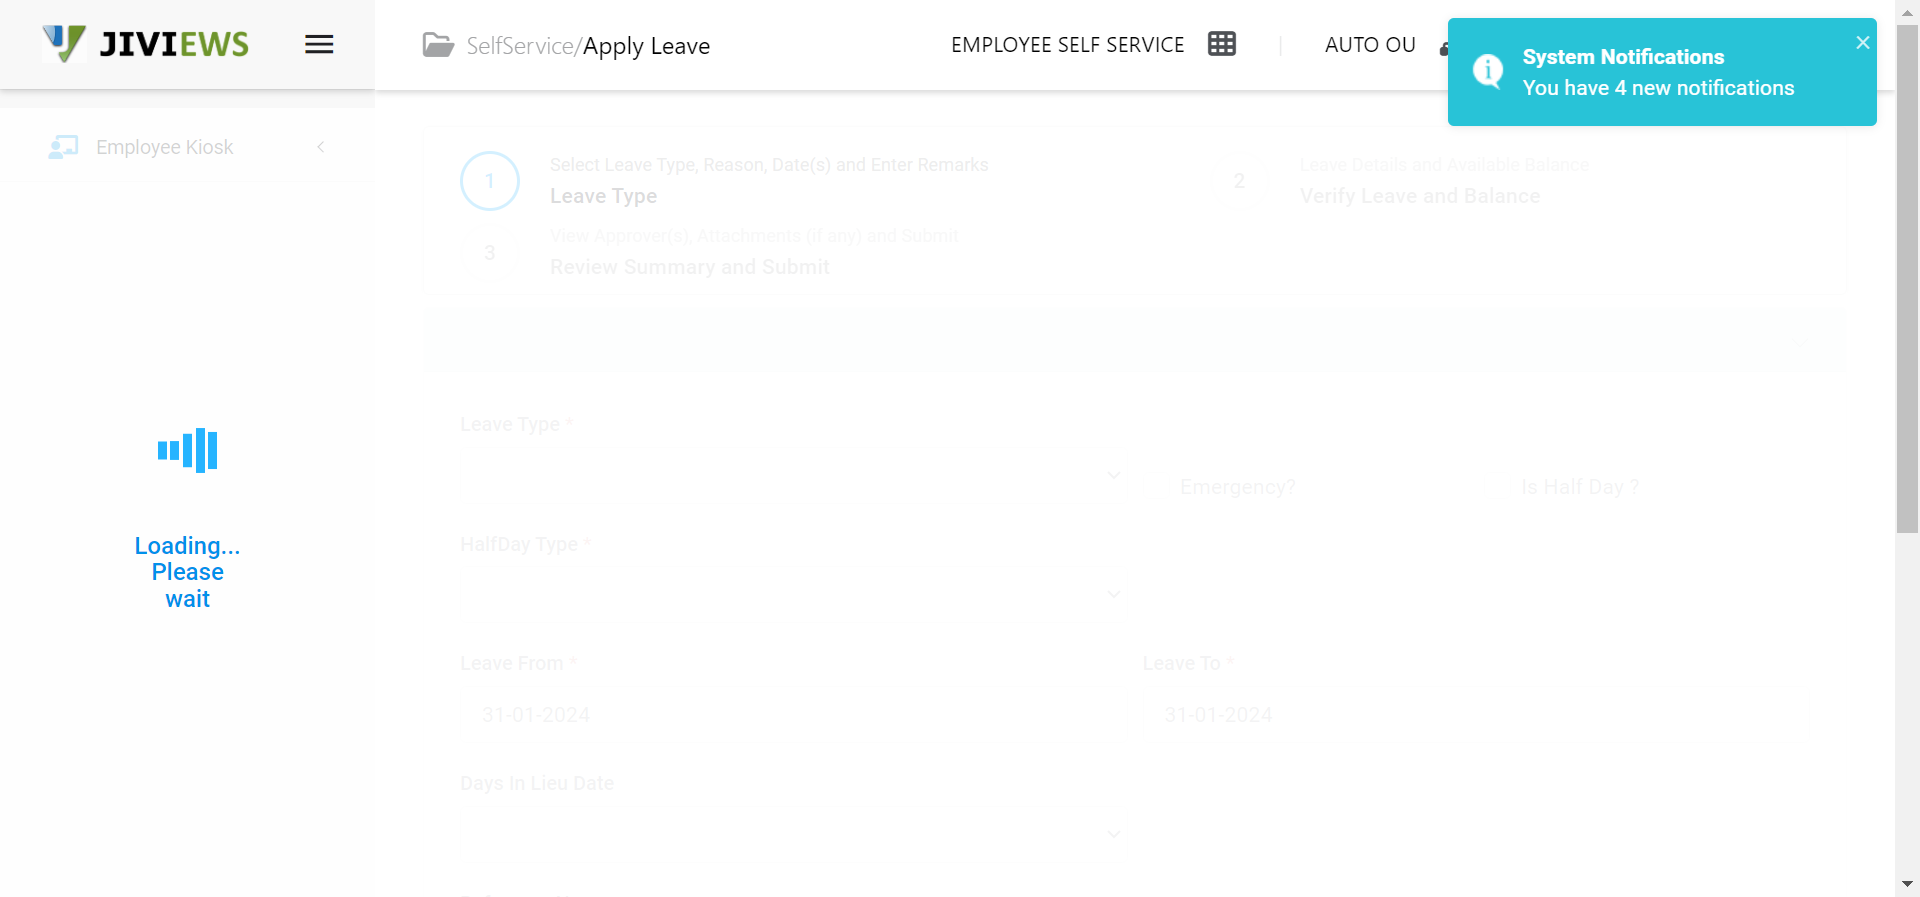 JIVIEWS
SelfService/Apply Leave
EMPLOYEE SELF SERVICE
AUTO OU
System Notifications
You have 4 new notifications
Employee Kiosk
1
Select Leave Type, Reason, Date(s) and Enter Remarks
Leave Type
2
Leave Details and Available Balance
Verify Leave and Balance
3
View Approver(s), Attachments (if any) and Submit
Review Summary and Submit
Loading...
Please
wait
Leave Type *
Emergency?
Is Half Day ?
HalfDay Type *
Leave From *
Leave To *
31-01-2024
31-01-2024
Days In Lieu Date